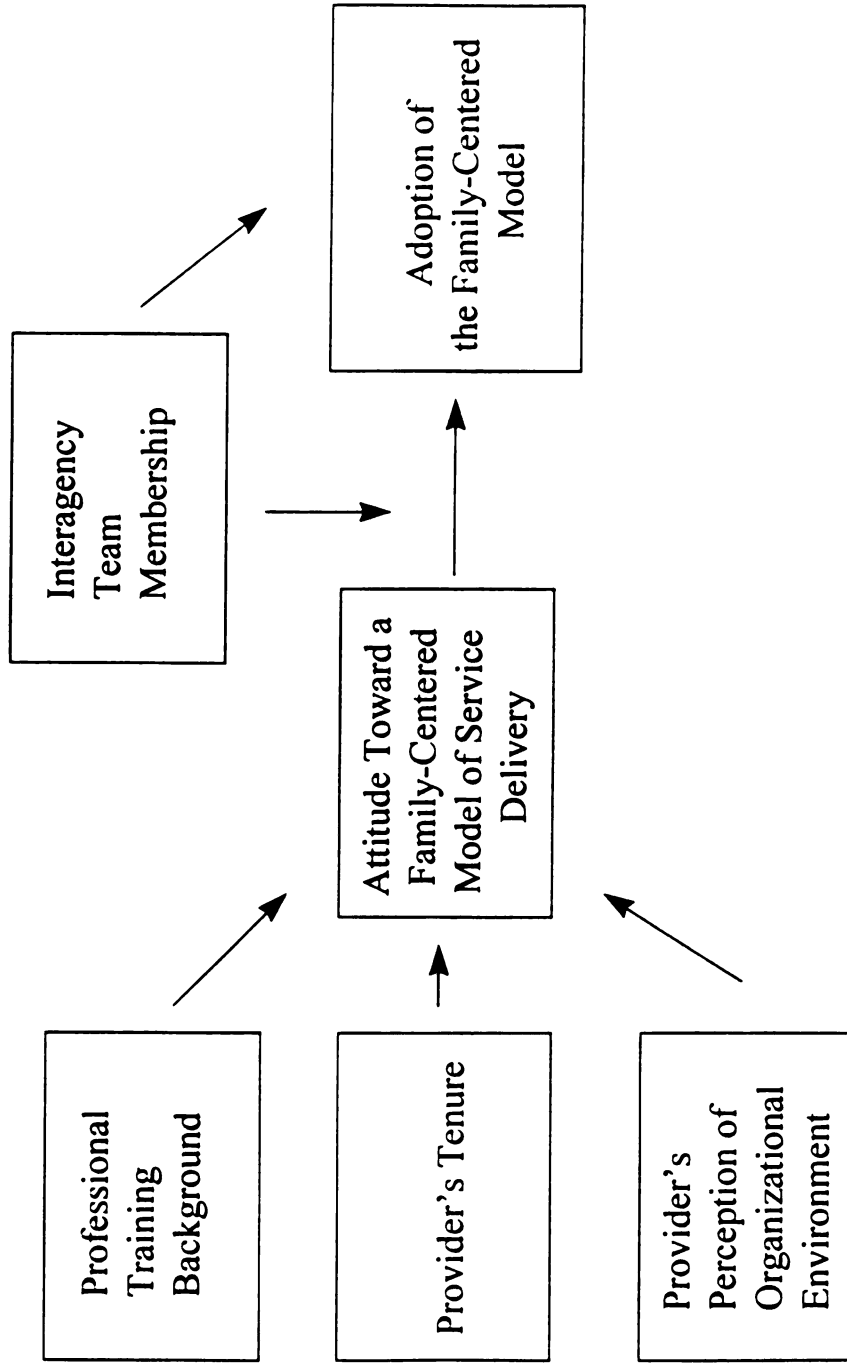 Professional
Training
Background
Provider's Tenure
Provider's
Perception of
Organizational
Environment
Attitude Toward a
Family-Centered
Model of Service
Delivery
Interagency
Team
Membership
Adoption of
the Family-Centered
Model